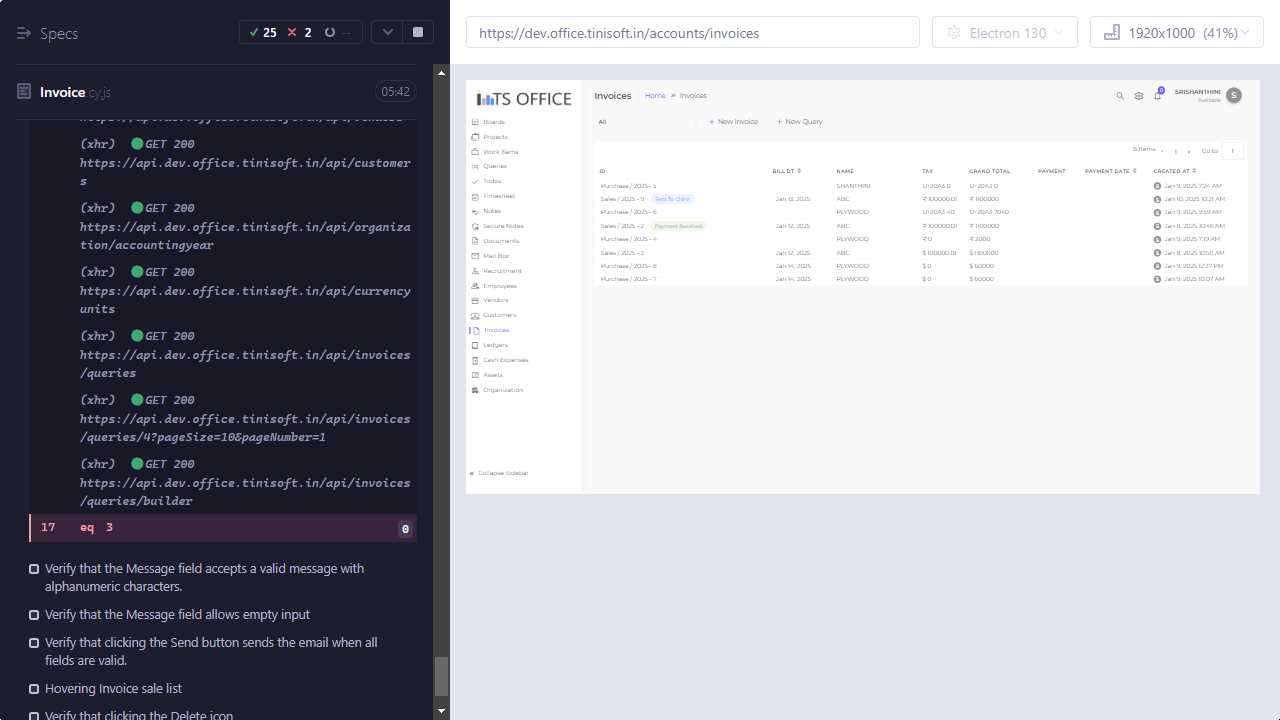 Specs
25
2
--
Invoice.cy.js
05:42
(xhr) GET 200
https://api.dev.office.tinisoft.in/api/customer
s
(xhr) GET 200
https://api.dev.office.tinisoft.in/api/organiza
tion/accountingyear
(xhr) GET 200
https://api.dev.office.tinisoft.in/api/currency
units
(xhr) GET 200
https://api.dev.office.tinisoft.in/api/invoices
/queries
(xhr) GET 200
https://api.dev.office.tinisoft.in/api/invoices
/queries/4?pageSize=10&pageNumber=1
(xhr) GET 200
https://api.dev.office.tinisoft.in/api/invoices
/queries/builder
17 eq 3 0
Verify that the Message field accepts a valid message with
alphanumeric characters.
Verify that the Message field allows empty input
Verify that clicking the Send button sends the email when all
fields are valid.
Hovering Invoice sale list
Verify that clicking the Delete icon
https://dev.office.tinisoft.in/accounts/invoices
Electron 130
1920x1000 (41%)
TS OFFICE
Boards
Projects
Work Items
Queries
Todos
Timesheet
Notes
Secure Notes
Documents
Mail Box
Recruitment
Employees
Vendors
Customers
Invoices
Ledgers
Cash Expenses
Assets
Organization
« Collapse Sidebar
Invoices
Home » Invoices
0
SRISHANTHINI
Available
S
All
+ New Invoice
+ New Query
8 Items ‹ 1 › Go to 1
ID BILL DT NAME TAX GRAND TOTAL PAYMENT PAYMENT DATE CREATED AT
Purchase / 2025 - 5 SHANTHINI U+20A3 0 U+20A3 0 S Jan 9, 2025 7:24 AM
Sales / 2025 - 9 Sent To Client Jan 13, 2025 ABC ₹ 100000.01 ₹ 1100000 S Jan 10, 2025 10:21 AM
Purchase / 2025 - 6 PLYWOOD U+20A3 40 U+20A3 7040 S Jan 9, 2025 9:59 AM
Sales / 2025 - 2 Payment Received Jan 12, 2025 ABC ₹ 100000.01 ₹ 1100000 S Jan 8, 2025 10:46 AM
Purchase / 2025 - 4 PLYWOOD ₹ 0 ₹ 2000 S Jan 9, 2025 7:19 AM
Sales / 2025 - 3 Jan 12, 2025 ABC $ 100000.01 $ 1100000 S Jan 8, 2025 10:50 AM
Purchase / 2025 - 8 Jan 14, 2025 PLYWOOD $ 0 $ 60000 S Jan 9, 2025 12:37 PM
Purchase / 2025 - 7 Jan 14, 2025 PLYWOOD $ 0 $ 60000 S Jan 9, 2025 10:07 AM